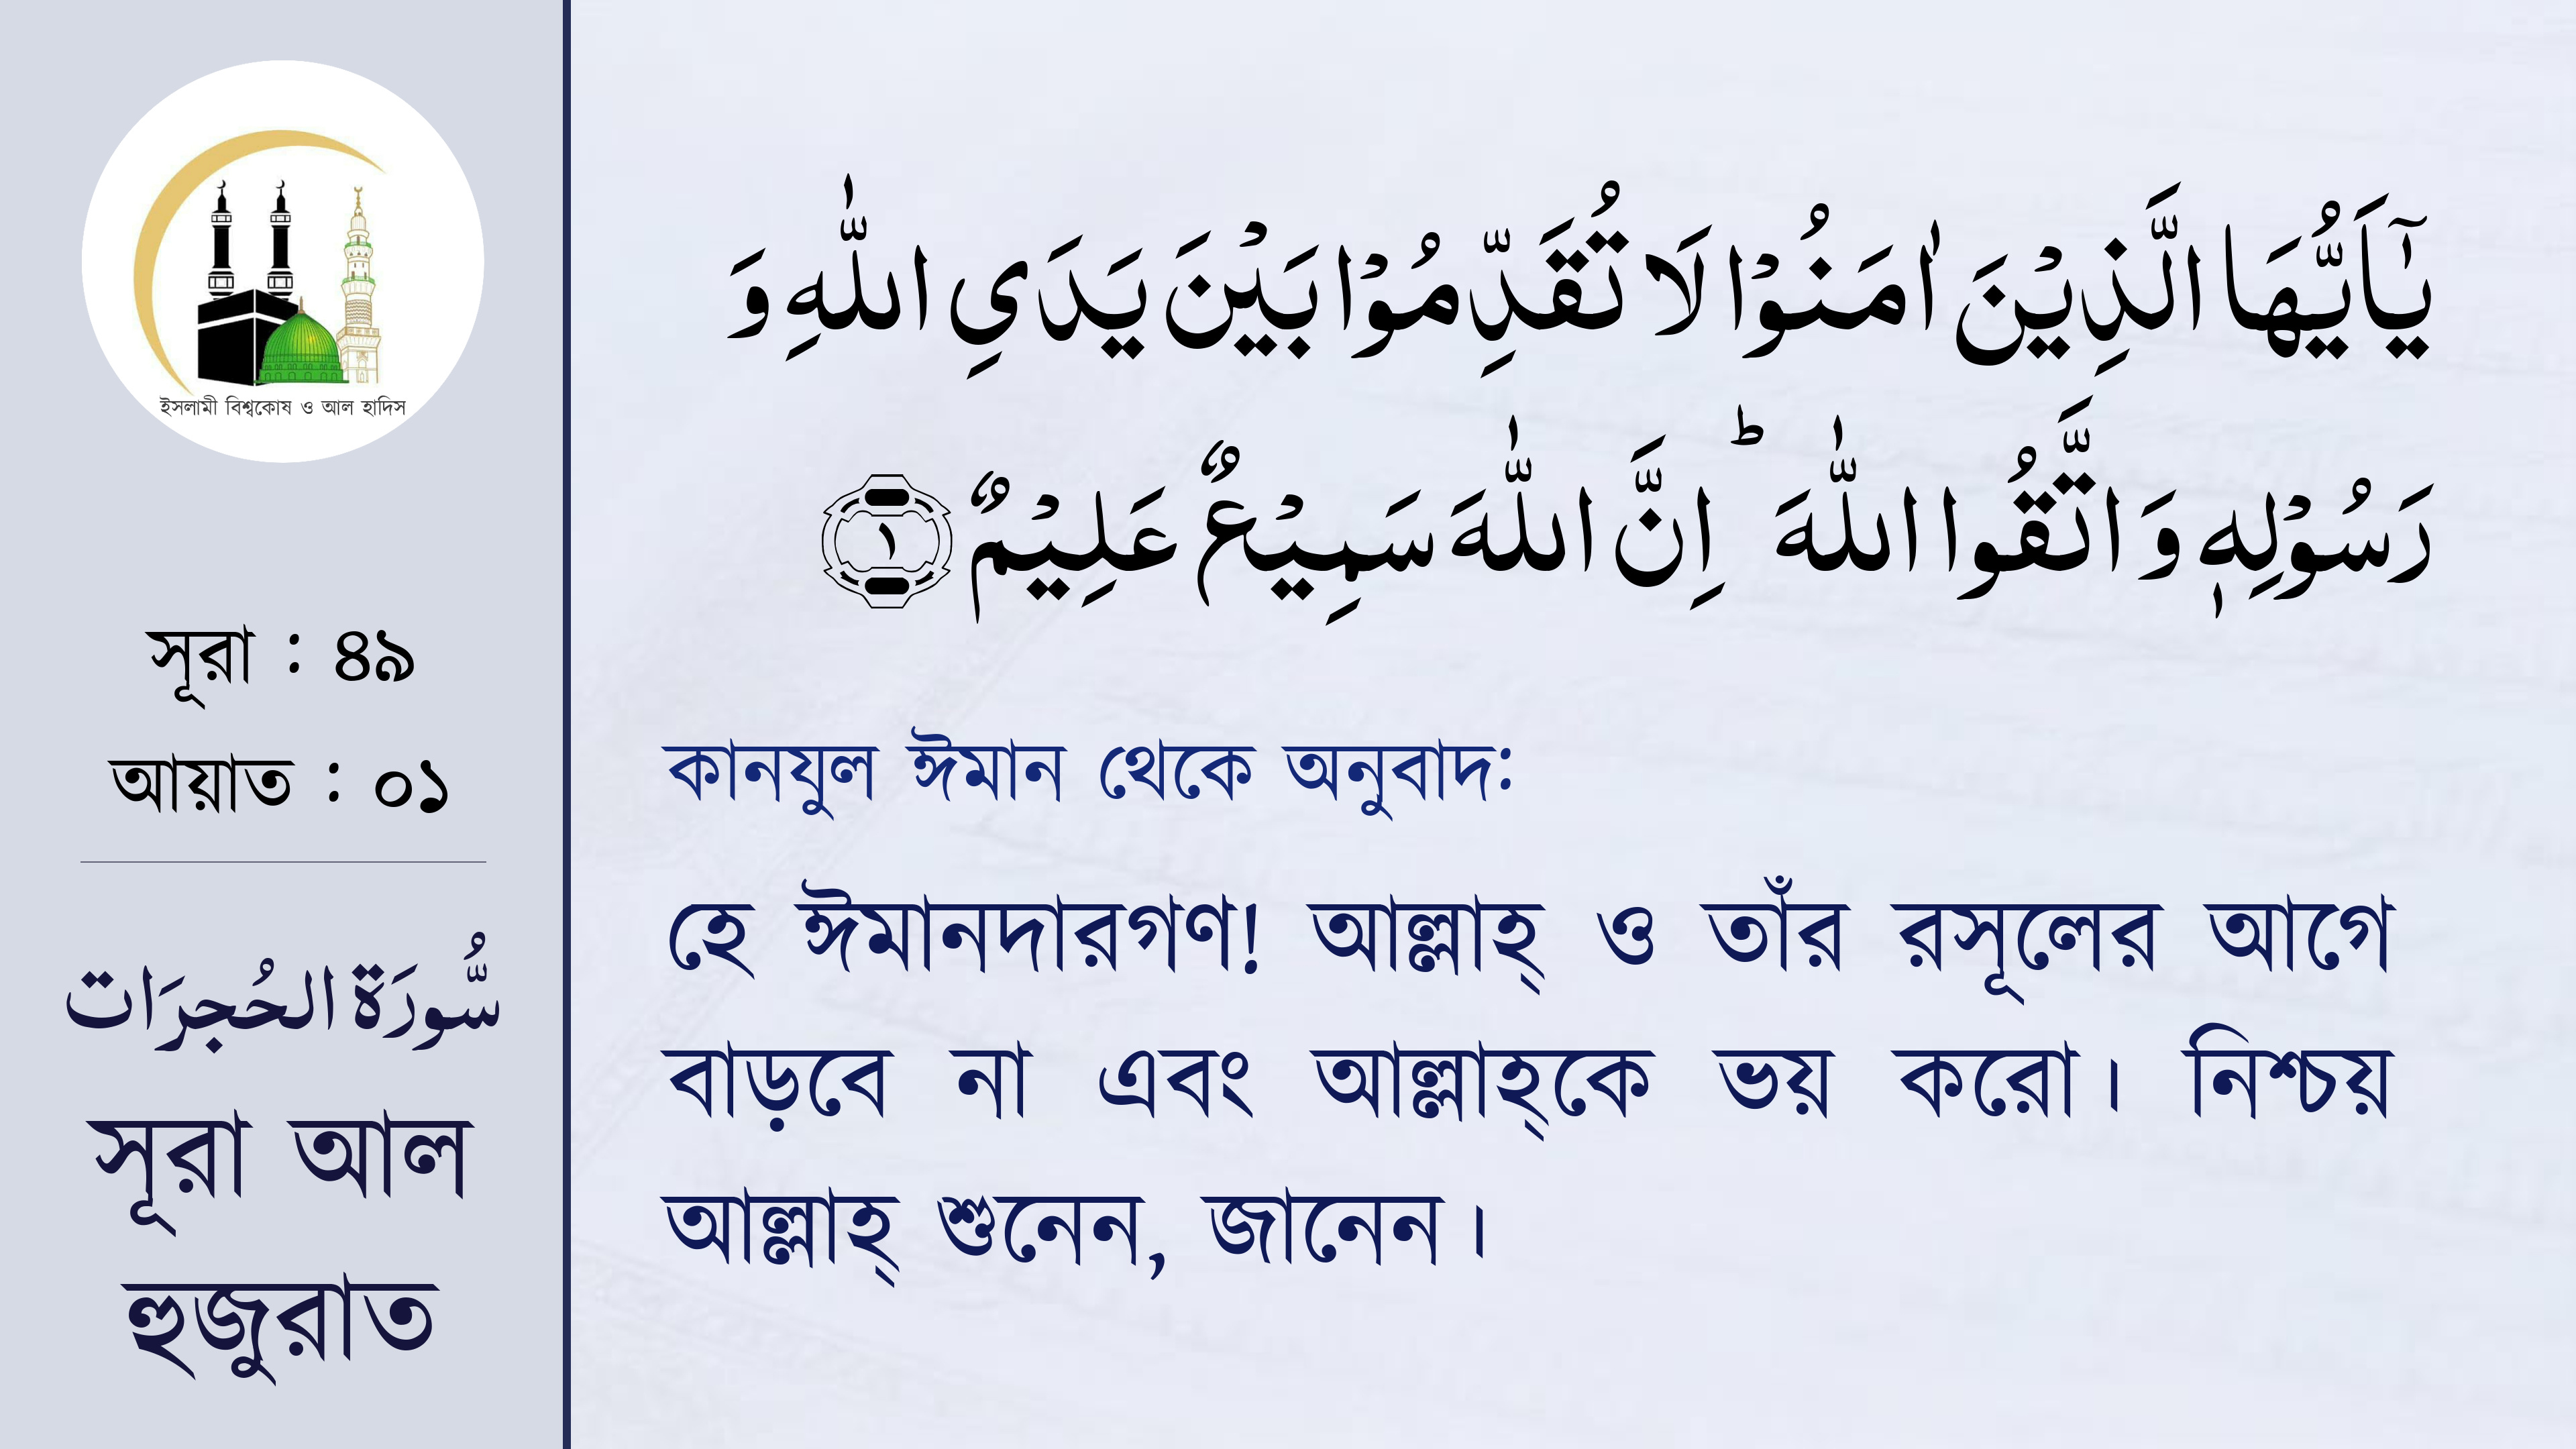 ইসলামী বিশ্বকোষ ও আল হাদিস
সূরা : ৪৯
আয়াত : ০১
سُّورَة الحُجِرَات
সূরা আল
হুজুরাত
یٰۤاَیُّهَا الَّذِیْنَ اٰمَنُوْا لَا تُقَدِّمُوْا بَیْنَ یَدَیِ اللّٰهِ وَ
رَسُوْلِهٖ وَ اتَّقُوا اللّٰهَ ؕ اِنَّ اللّٰهَ سَمِیْعٌ عَلِیْمٌ ۝۱
কানযুল ঈমান থেকে অনুবাদ:
হে ঈমানদারগণ! আল্লাহ্ ও তাঁর রসূলের আগে
বাড়বে না এবং আল্লাহ্‌কে ভয় করো। নিশ্চয়
আল্লাহ্ শুনেন, জানেন।